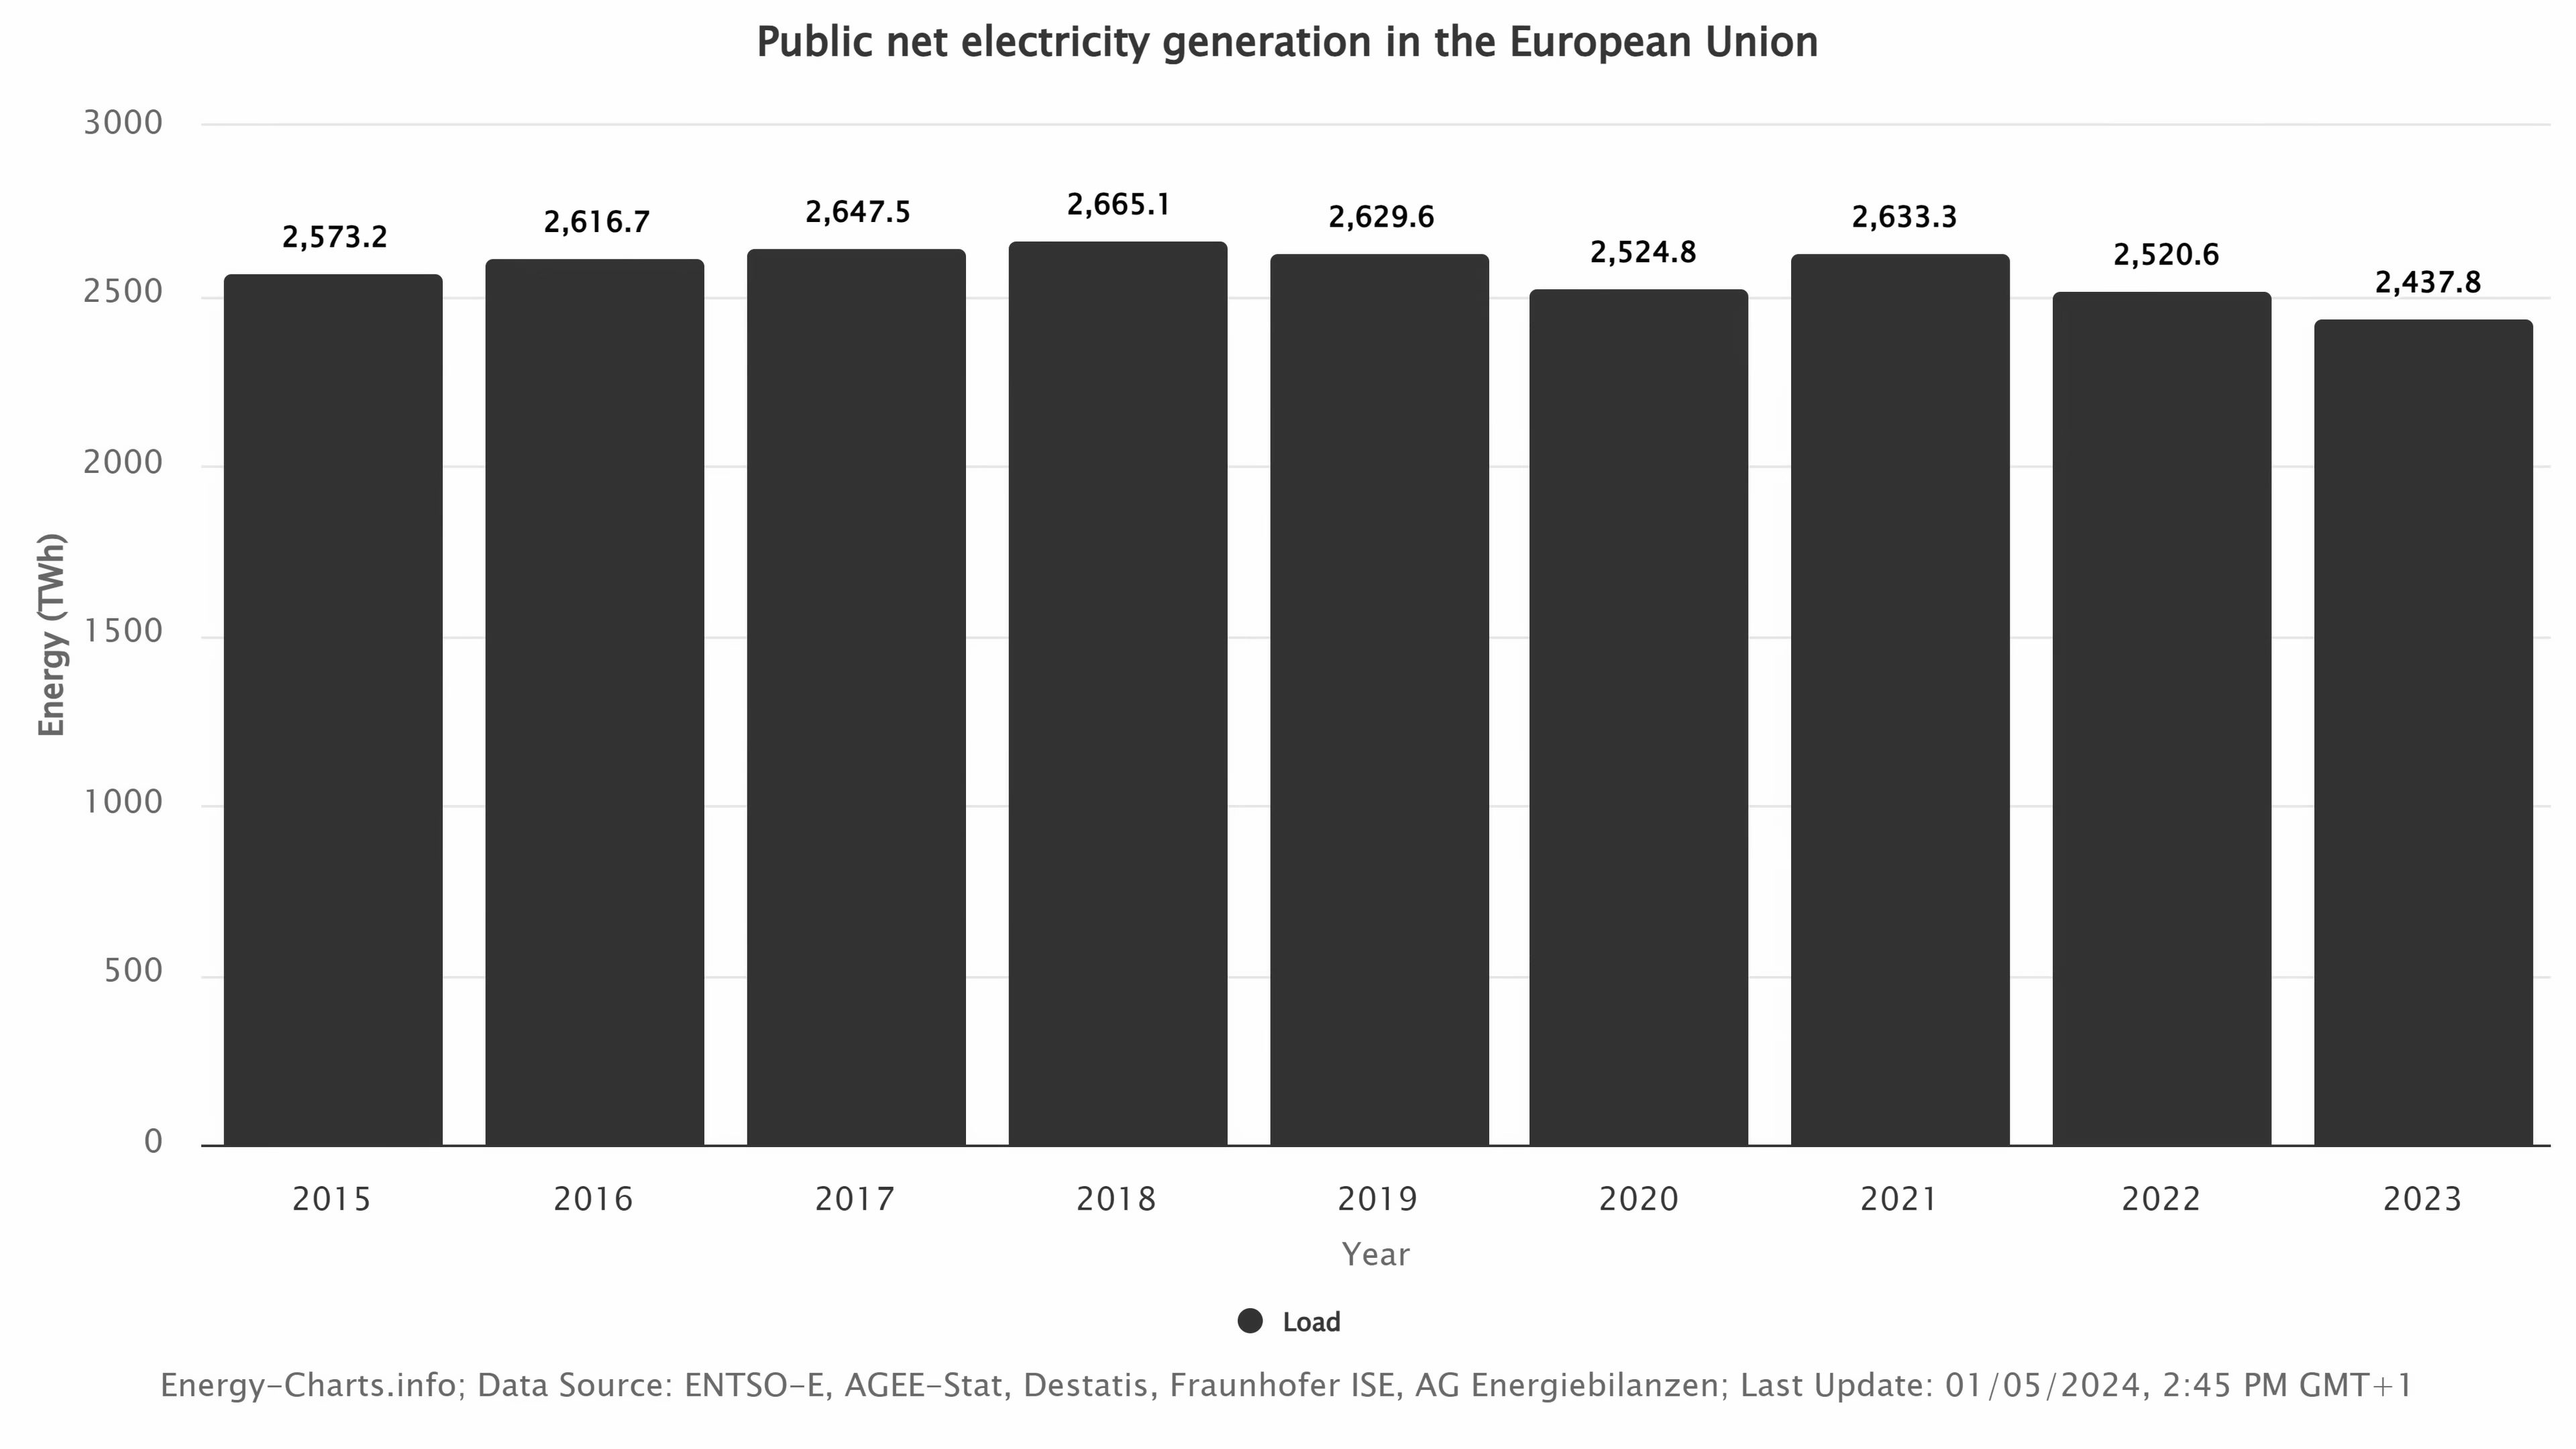 Public net electricity generation in the European Union
3000
2500
2000
1500
1000
500
0
Energy (TWh)
2,573.2
2,616.7
2,647.5
2,665.1
2,629.6
2,524.8
2,633.3
2,520.6
2,437.8
2015 2016 2017 2018 2019 2020 2021 2022 2023
Year
Load
Energy-Charts.info; Data Source: ENTSO-E, AGEE-Stat, Destatis, Fraunhofer ISE, AG Energiebilanzen; Last Update: 01/05/2024, 2:45 PM GMT+1